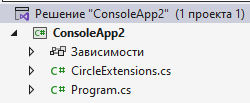 Решение "ConsoleApp2" (1 проекта 1)
ConsoleApp2
Зависимости
C# CircleExtensions.cs
C# Program.cs